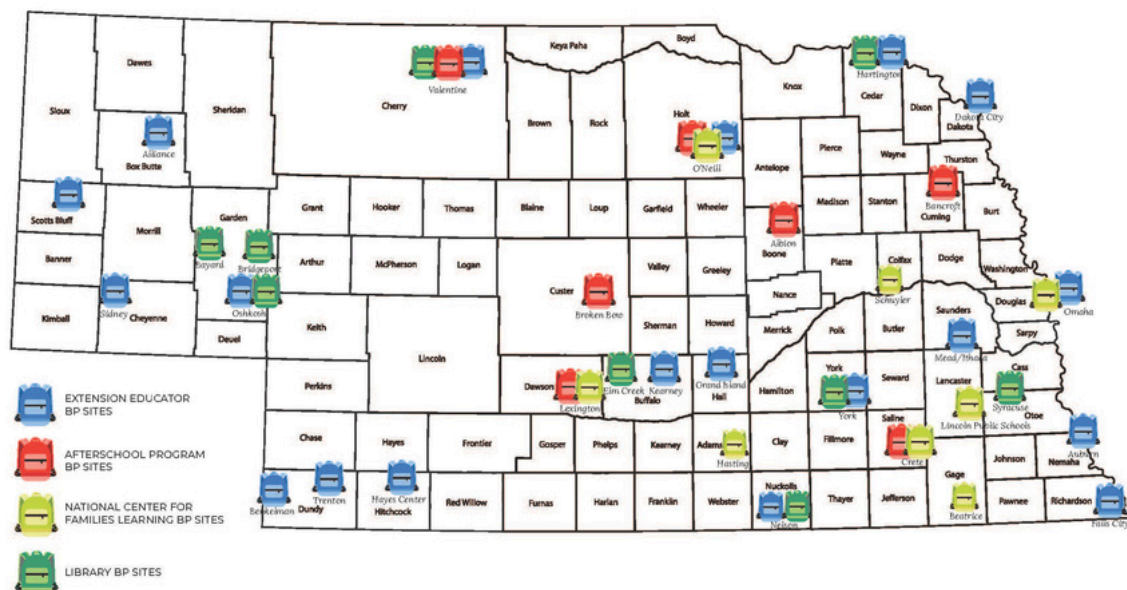 Boyd
Keya Paha
Dawes
Knox
Cherry
Valentine
Hartington
Cedar
Sioux
Sheridan
Dixon
Dakota City
Dakota
Brown
Rock
Holt
O'Neill
Alliance
Box Butte
Antelope
Pierce
Wayne
Thurston
Bancroft
Scotts Bluff
Morrill
Garden
Grant
Hooker
Thomas
Blaine
Loup
Garfield
Wheeler
Madison
Stanton
Cuming
Burt
Albion
Boone
Banner
Bayard
Bridgeport
Arthur
McPherson
Logan
Valley
Greeley
Platte
Colfax
Dodge
Washington
Custer
Broken Bow
Nance
Schuyler
Douglas
Omaha
Kimball
Sidney
Cheyenne
Oshkosh
Keith
Sherman
Howard
Merrick
Polk
Butler
Saunders
Sarpy
Deuel
Lincoln
Mead/Ithaca
Perkins
Dawson
Lexington
Elm Creek
Buffalo
Kearney
Grand Island
Hall
Hamilton
York
York
Seward
Lancaster
Cass
Syracuse
Otoe
Lincoln Public Schools
Saline
Crete
Chase
Hayes
Frontier
Gosper
Phelps
Kearney
Adams
Hasting
Clay
Fillmore
Auburn
Gage
Johnson
Nemaha
Benkelman
Trenton
Hayes Center
Dundy
Hitchcock
Red Willow
Furnas
Harlan
Franklin
Webster
Nuckolls
Nelson
Thayer
Jefferson
Beatrice
Pawnee
Richardson
Falls City
EXTENSION EDUCATOR
BP SITES
AFTERSCHOOL PROGRAM
BP SITES
NATIONAL CENTER FOR
FAMILIES LEARNING BP SITES
LIBRARY BP SITES